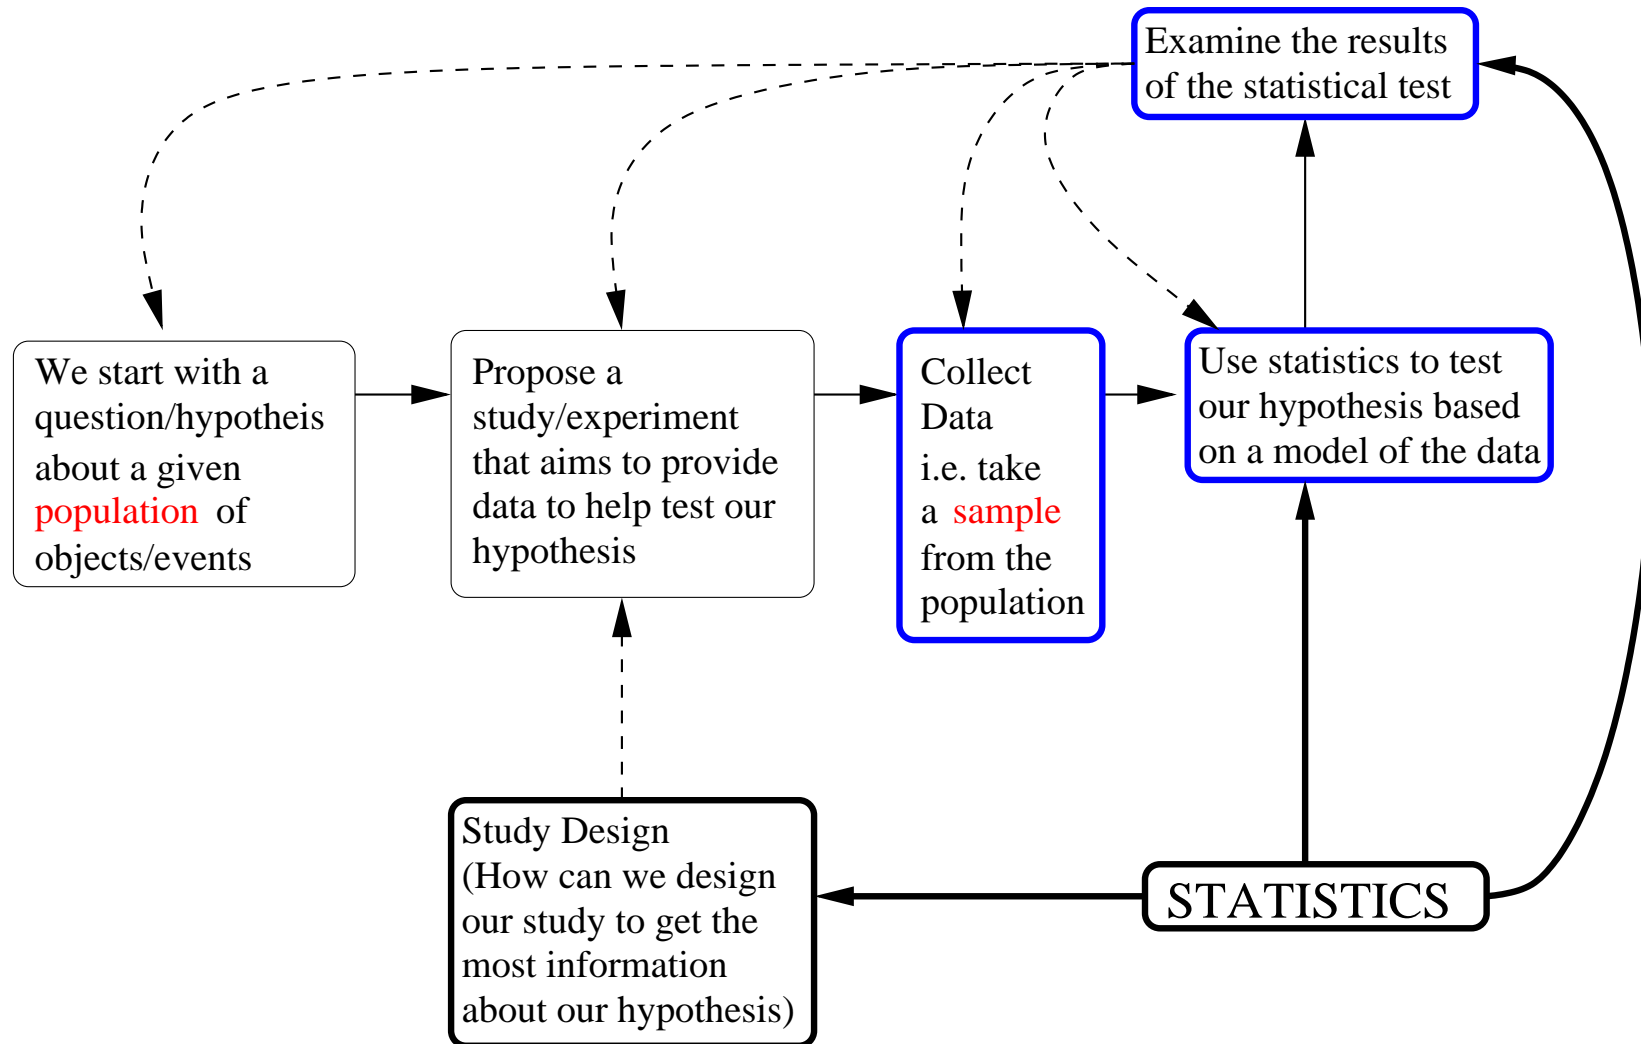 Examine the results
of the statistical test
We start with a
question/hypotheis
about a given
population of
objects/events
Propose a
study/experiment
that aims to provide
data to help test our
hypothesis
Collect
Data
i.e. take
a sample
from the
population
Use statistics to test
our hypothesis based
on a model of the data
Study Design
(How can we design
our study to get the
most information
about our hypothesis)
STATISTICS